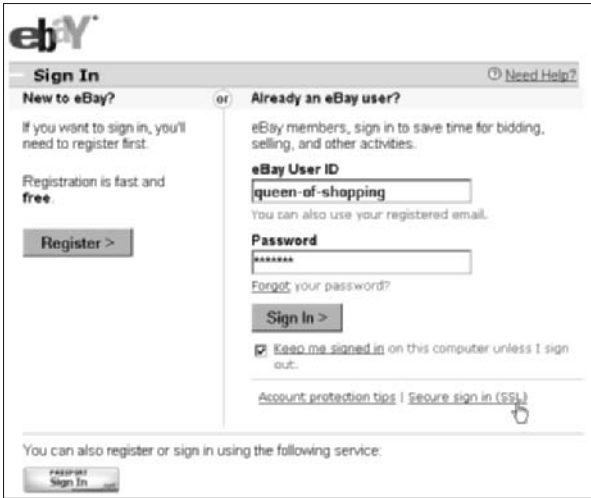 ebY
Sign In
Need Help?
New to eBay?
or
Already an eBay user?
If you want to sign in, you'll
need to register first.
Registration is fast and
free.
Register >
eBay members, sign in to save time for bidding,
selling, and other activities.
eBay User ID
queen-of-shopping
You can also use your registered email.
Password
*******
Forgot your password?
Sign In >
Keep me signed in on this computer unless I sign
out.
Account protection tips | Secure sign in (SSL)
You can also register or sign in using the following service:
PASSPORT
Sign In .net